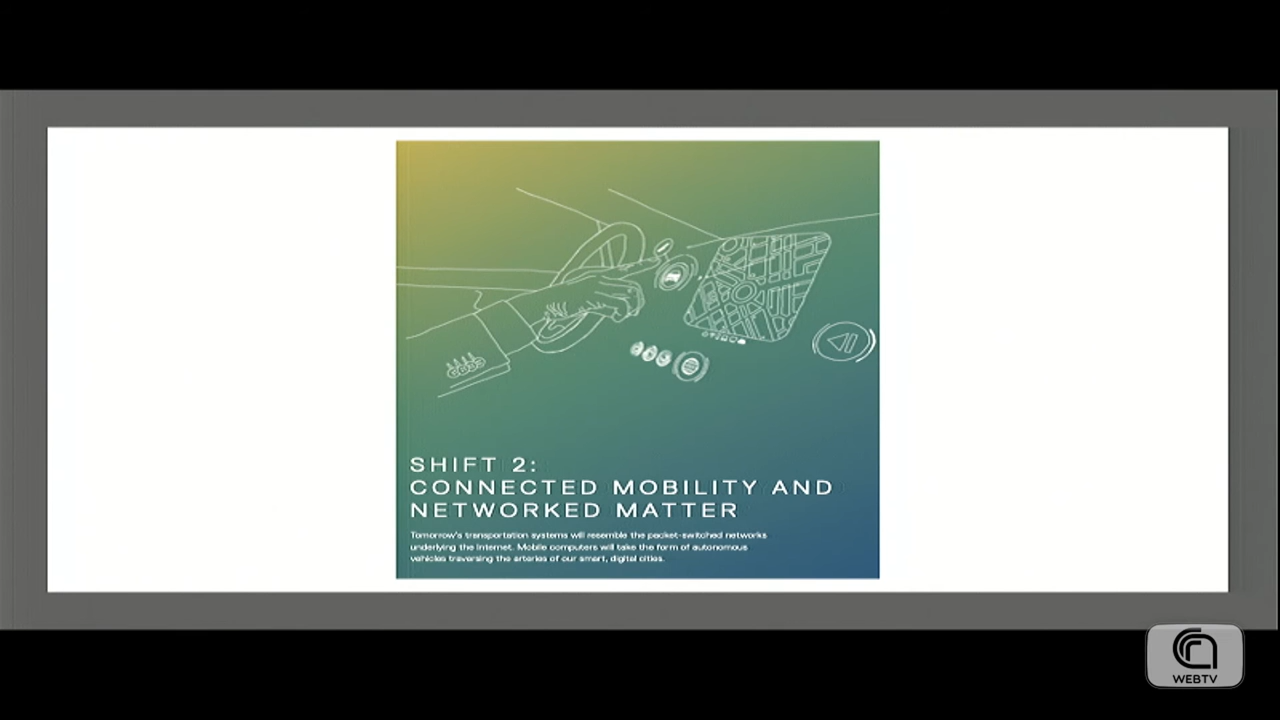 SHIFT 2:
CONNECTED MOBILITY AND
NETWORKED MATTER
Tomorrow's transportation systems will resemble the packet-switched networks
underlying the Internet. Mobile computers will take the form of autonomous
vehicles traversing the arteries of our smart, digital cities.
WEBTV